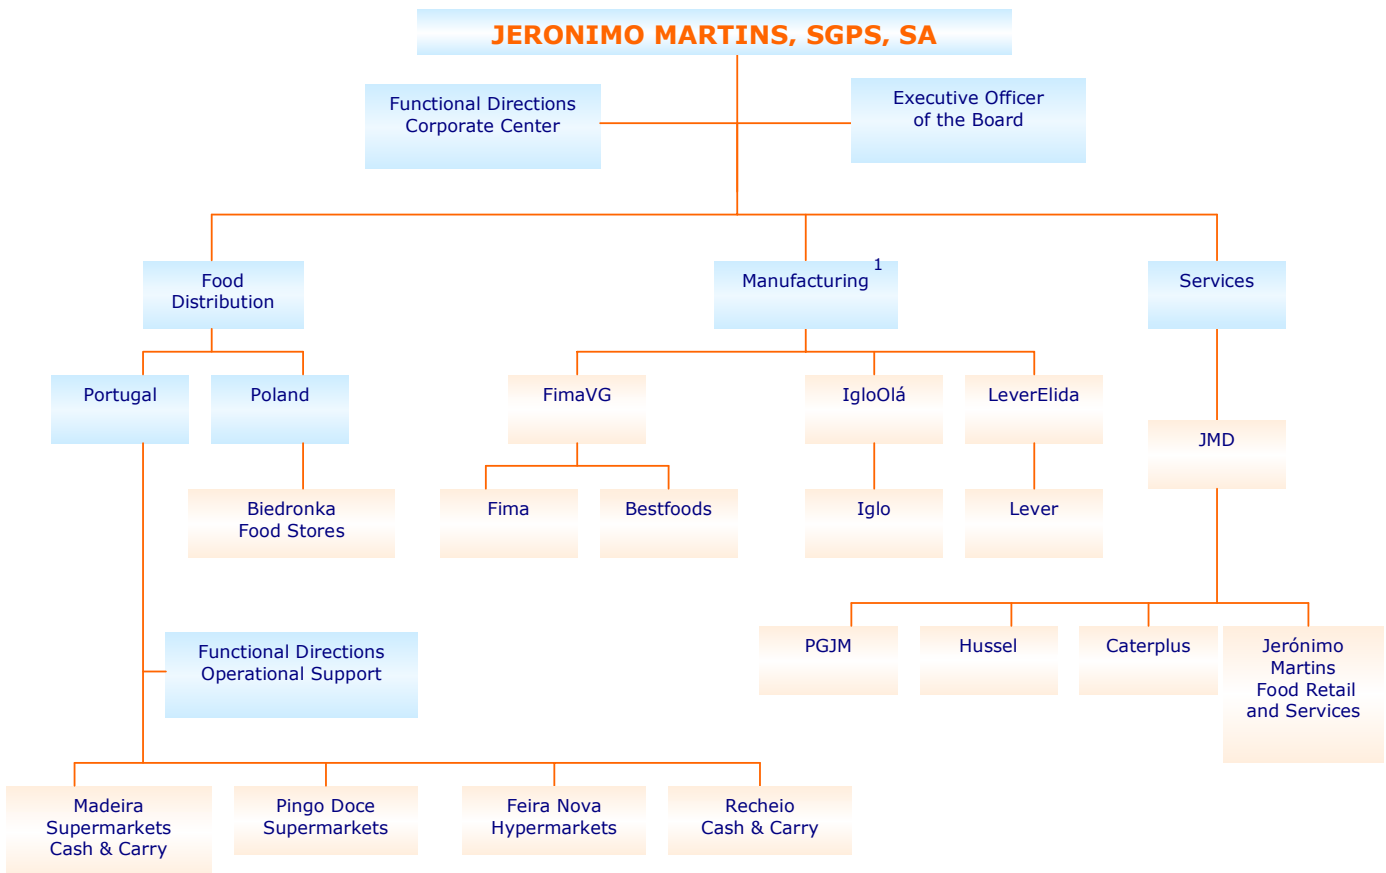 JERONIMO MARTINS, SGPS, SA
Functional Directions
Corporate Center
Executive Officer
of the Board
Food
Distribution
Manufacturing 1
Services
Portugal
Poland
FimaVG
IgloOlá
LeverElida
JMD
Biedronka
Food Stores
Fima
Bestfoods
Iglo
Lever
Functional Directions
Operational Support
PGJM
Hussel
Caterplus
Jerónimo
Martins
Food Retail
and Services
Madeira
Supermarkets
Cash & Carry
Pingo Doce
Supermarkets
Feira Nova
Hypermarkets
Recheio
Cash & Carry